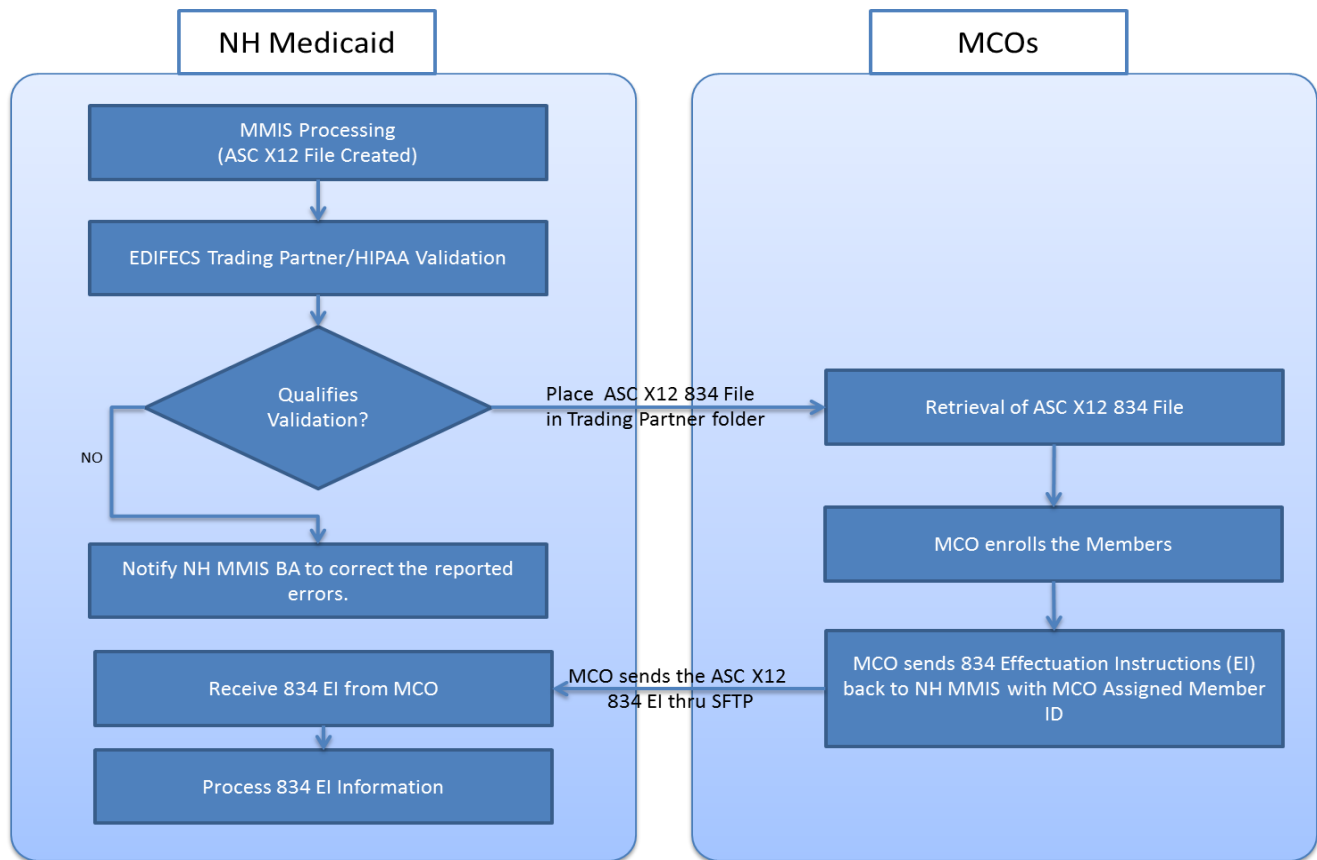 NH Medicaid
MMIS Processing
(ASC X12 File Created)
EDIFECS Trading Partner/HIPAA Validation
Qualifies
Validation?
NO
Notify NH MMIS BA to correct the reported
errors.
Receive 834 EI from MCO
Process 834 EI Information
Place ASC X12 834 File
in Trading Partner folder
MCO sends the ASC X12
834 EI thru SFTP
MCOs
Retrieval of ASC X12 834 File
MCO enrolls the Members
MCO sends 834 Effectuation Instructions (EI)
back to NH MMIS with MCO Assigned Member
ID